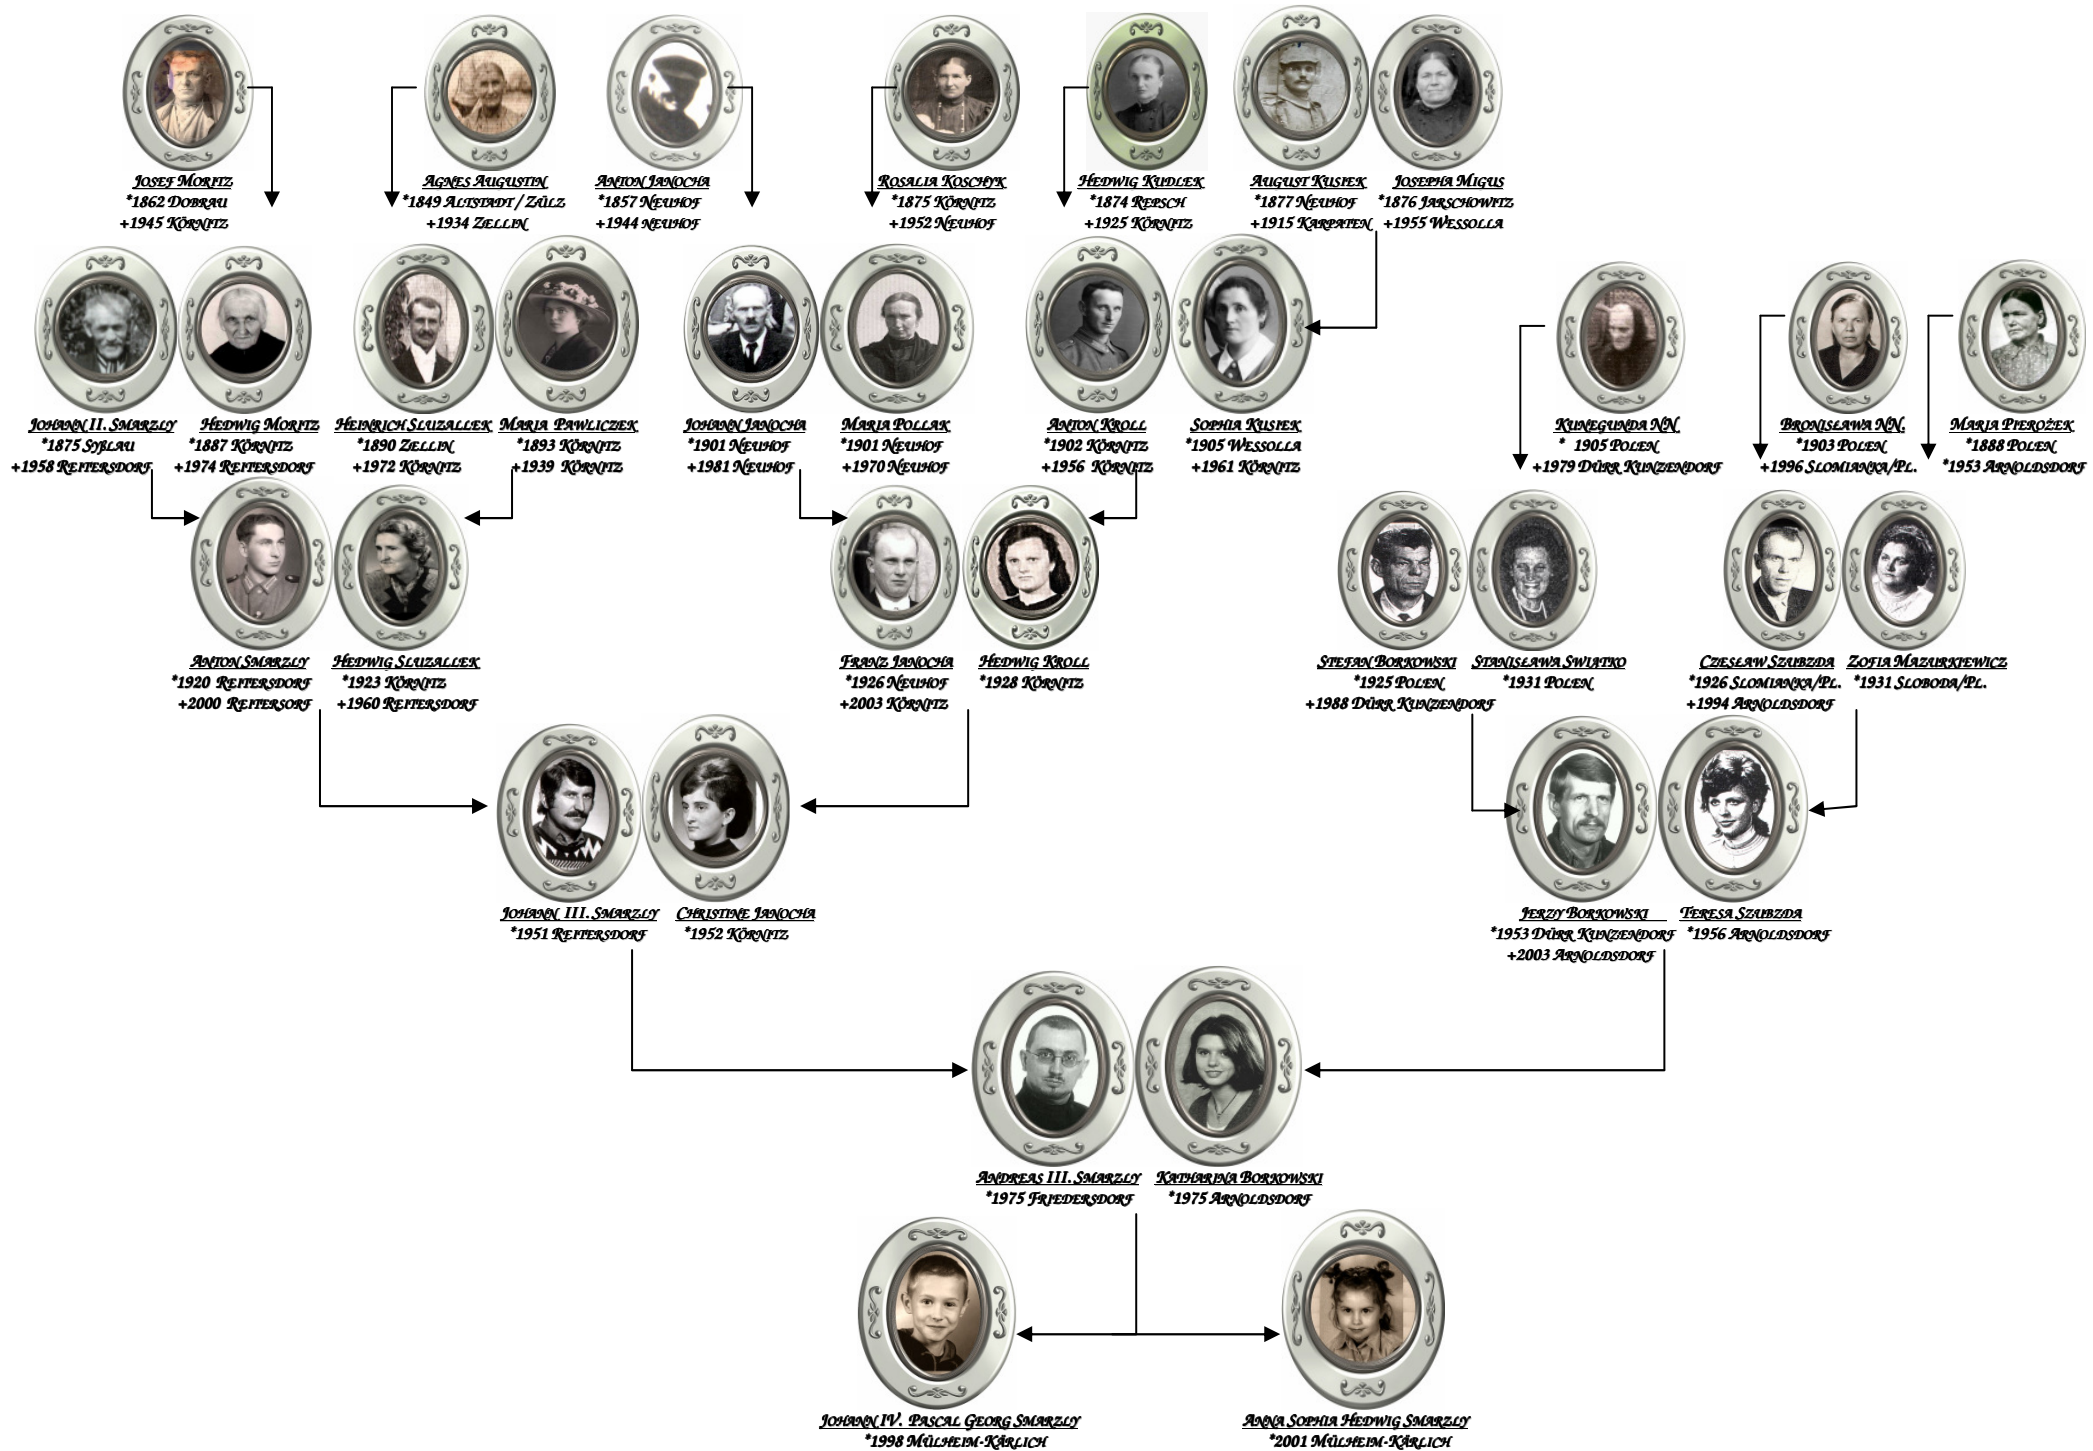 JOSEF MORITZ
*1862 DOBRAU
+1945 KÖRNITZ
AGNES AUGUSTIN
*1849 ALTSTADT / ZÜLZ
+1934 ZELLIN
ANTON JANOCHA
*1857 NEUHOF
+1944 NEUHOF
ROSALIA KOSCHYK
*1875 KÖRNITZ
+1952 NEUHOF
HEDWIG KUDLEK
*1874 REPSCH
+1925 KÖRNITZ
AUGUST KUSIEK
*1877 NEUHOF
+1915 KARPATEN
JOSEPHA MIGUS
*1876 JARSCHOWITZ
+1955 WESSOLLA
JOHANN II. SMARZLY
*1875 SYßLAU
+1958 REITERSDORF
HEDWIG MORITZ
*1887 KÖRNITZ
+1974 REITERSDORF
HEINRICH SLUZALLEK
*1890 ZELLIN
+1972 KÖRNITZ
MARIA PAWLICZEK
*1893 KÖRNITZ
+1939 KÖRNITZ
JOHANN JANOCHA
*1901 NEUHOF
+1981 NEUHOF
MARIA POLLAK
*1901 NEUHOF
+1970 NEUHOF
ANTON KROLL
*1902 KÖRNITZ
+1956 KÖRNITZ
SOPHIA KUSIEK
*1905 WESSOLLA
+1961 KÖRNITZ
KUNEGUNDA NN
* 1905 POLEN
+1979 DÜRR KUNZENDORF
BRONISŁAWA NN.
*1903 POLEN
+1996 SLOMIANKA/PL.
MARIA PIEROŻEK
*1888 POLEN
*1953 ARNOLDSDORF
ANTON SMARZLY
*1920 REITERSDORF
+2000 REITERSORF
HEDWIG SLUZALLEK
*1923 KÖRNITZ
+1960 REITERSDORF
FRANZ JANOCHA
*1926 NEUHOF
+2003 KÖRNITZ
HEDWIG KROLL
*1928 KÖRNITZ
STEFAN BORKOWSKI
*1925 POLEN
+1988 DÜRR KUNZENDORF
STANISŁAWA SWIATKO
*1931 POLEN
CZESŁAW SZUBZDA
*1926 SLOMIANKA/PL.
+1994 ARNOLDSDORF
ZOFIA MAZURKIEWICZ
*1931 SLOBODA/PL.
JOHANN III. SMARZLY
*1951 REITERSDORF
CHRISTINE JANOCHA
*1952 KÖRNITZ
JERZY BORKOWSKI
*1953 DÜRR KUNZENDORF
+2003 ARNOLDSDORF
TERESA SZUBZDA
*1956 ARNOLDSDORF
ANDREAS III. SMARZLY
*1975 FRIEDERSDORF
KATHARINA BORKOWSKI
*1975 ARNOLDSDORF
JOHANN IV. PASCAL GEORG SMARZLY
*1998 MÜLHEIM-KÄRLICH
ANNA SOPHIA HEDWIG SMARZLY
*2001 MÜLHEIM-KÄRLICH